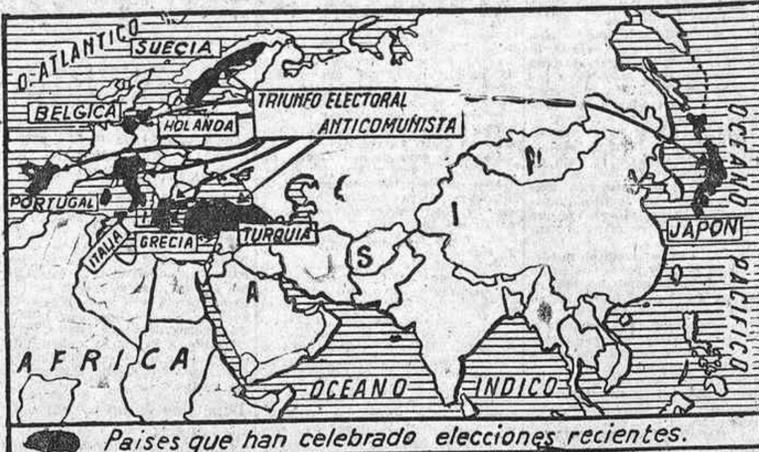 O-ATLANTICO
SUECIA
BELGICA
HOLANDA
TRIUNFO ELECTORAL
ANTICOMUNISTA
PORTUGAL
ITALIA
GRECIA
TURQUIA
JAPON
OCEANO PACIFICO
A S I A
AFRICA
OCEANO INDICO
Paises que han celebrado elecciones recientes.